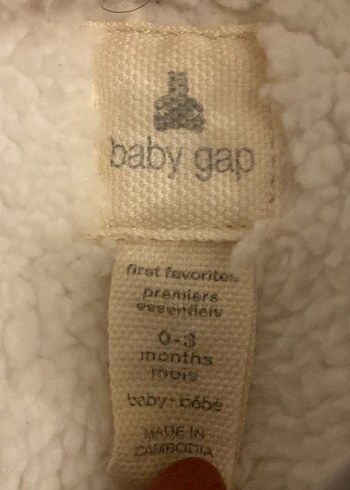 baby gap
first favorites
premiers
essentiels
0-3
months
mois
baby·bébé
MADE IN
CAMBODIA